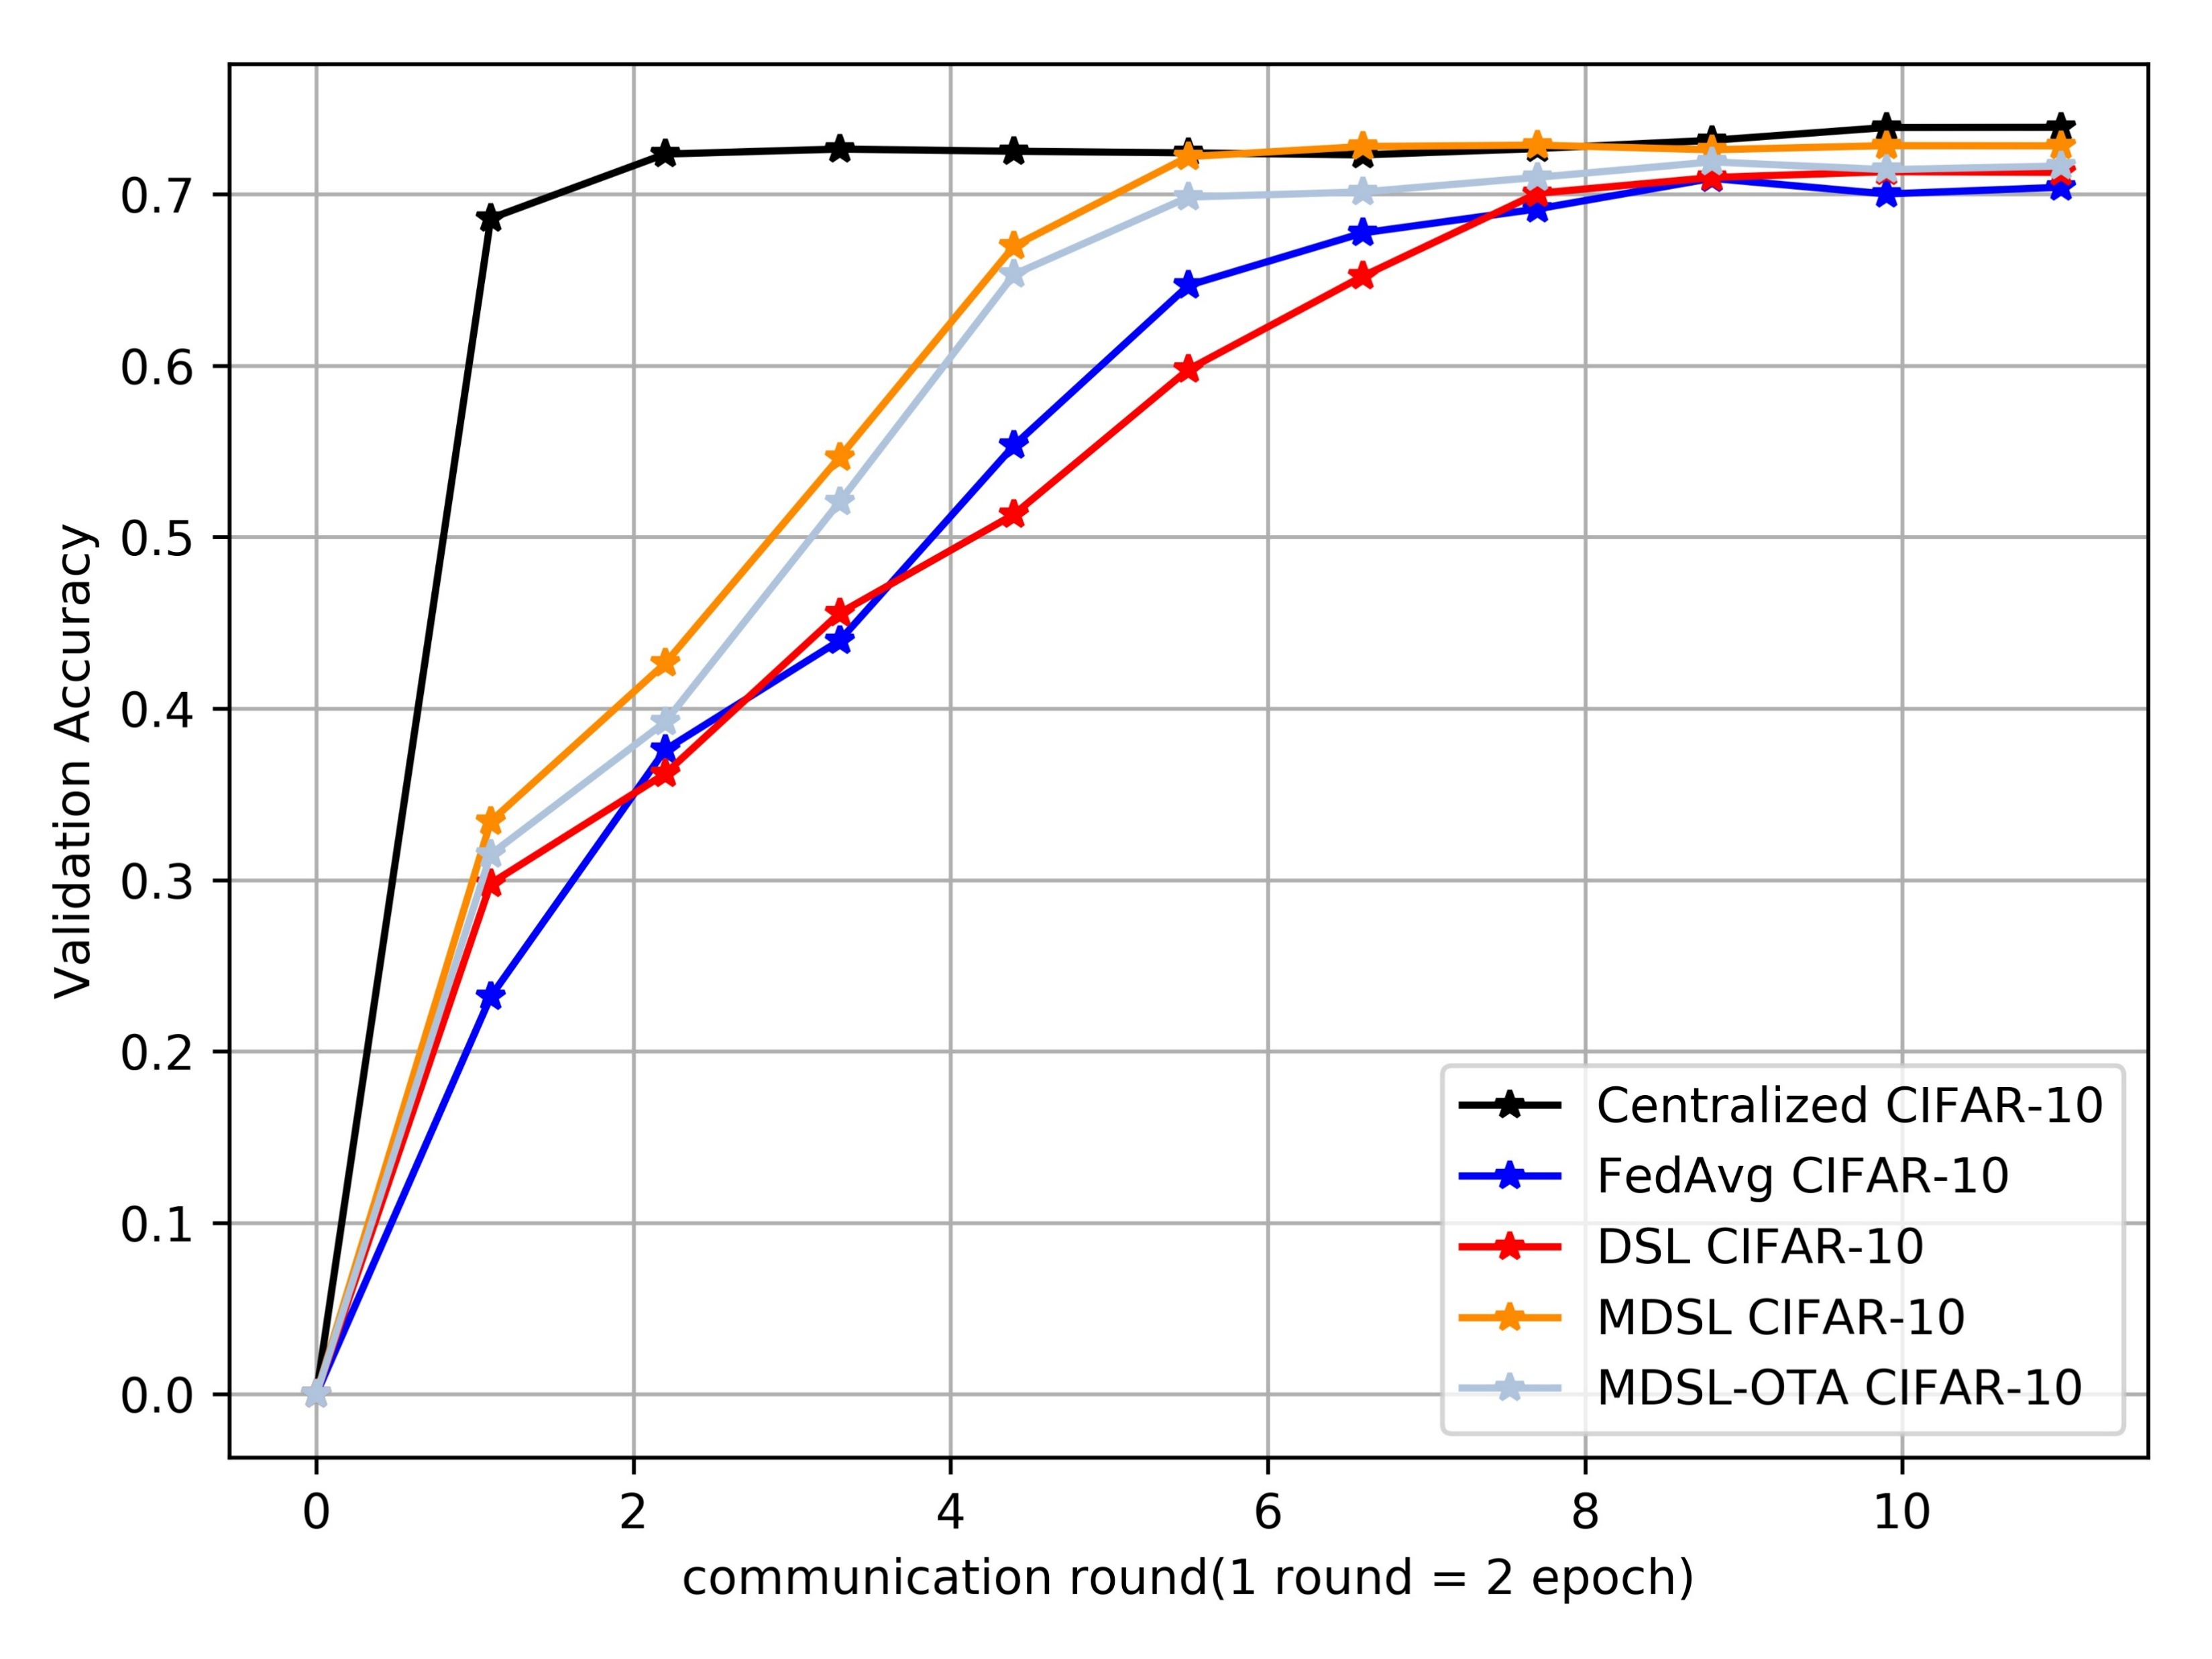 Validation Accuracy
0.7
0.6
0.5
0.4
0.3
0.2
0.1
0.0
Centralized CIFAR-10
FedAvg CIFAR-10
DSL CIFAR-10
MDSL CIFAR-10
MDSL-OTA CIFAR-10
0 2 4 6 8 10
communication round(1 round = 2 epoch)